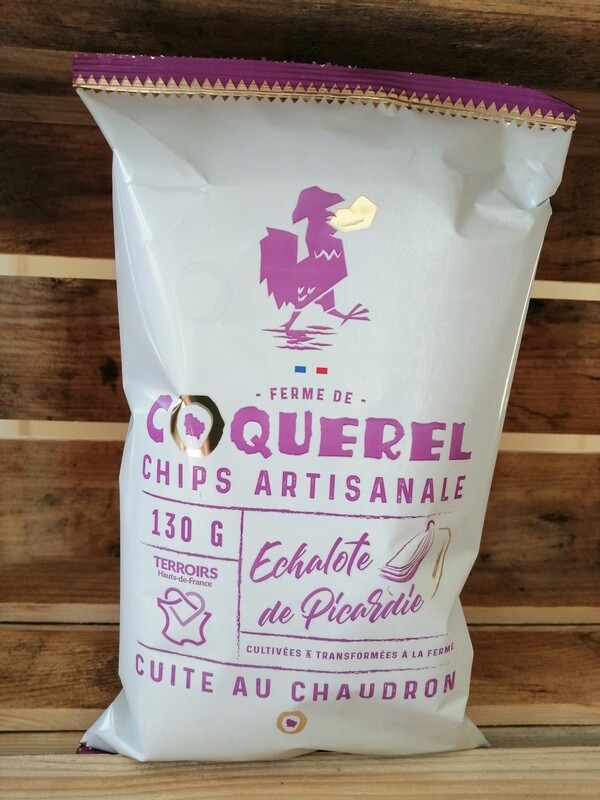 - FERME DE -
COQUEREL
CHIPS ARTISANALE
130 G
TERROIRS
Hauts-de-France
Echalote
de Picardie
CULTIVÉES & TRANSFORMÉES À LA FERME
CUITE AU CHAUDRON